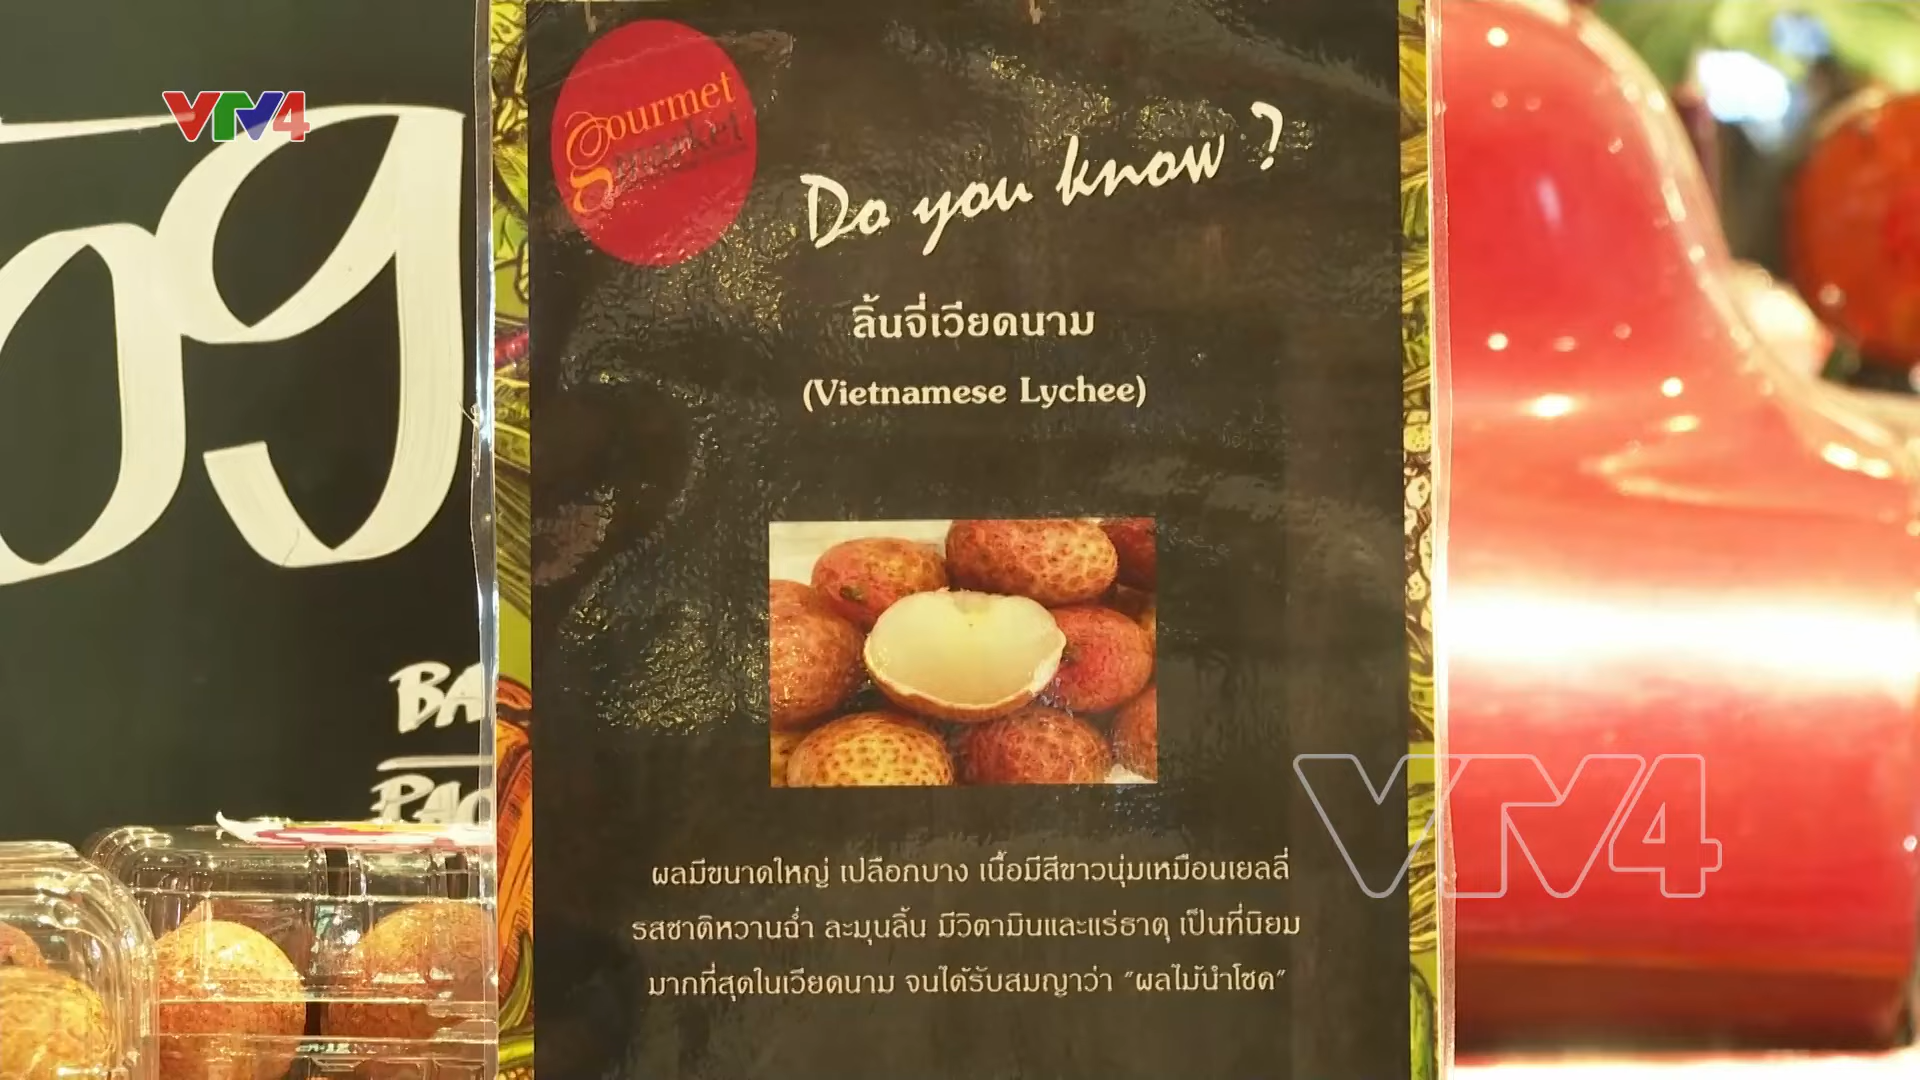 VTV4
gourmet
market
Do you know ?
ลิ้นจี่เวียดนาม
(Vietnamese Lychee)
ผลมีขนาดใหญ่ เปลือกบาง เนื้อมีสีขาวนุ่มเหมือนเยลลี่
รสชาติหวานฉ่ำ ละมุนลิ้น มีวิตามินและแร่ธาตุ เป็นที่นิยม
มากที่สุดในเวียดนาม จนได้รับสมญาว่า "ผลไม้นำโชค"
VTV4